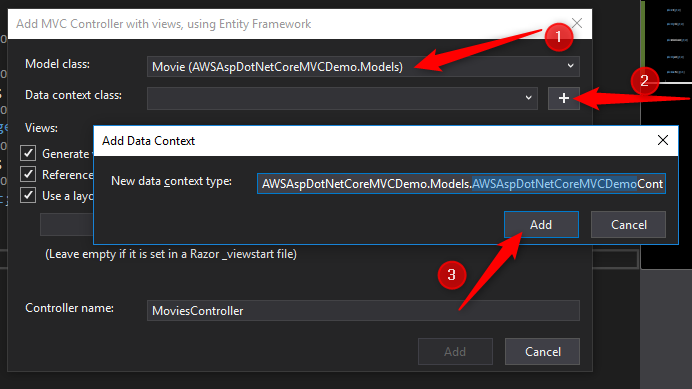 Add MVC Controller with views, using Entity Framework
1
Model class:
Movie (AWSAspDotNetCoreMVCDemo.Models)
2
Data context class:
Views:
Add Data Context
Generate
Reference
New data context type:
AWSAspDotNetCoreMVCDemo.Models.AWSAspDotNetCoreMVCDemoCont
Use a layo
Add
Cancel
(Leave empty if it is set in a Razor _viewstart file)
3
Controller name:
MoviesController
Add
Cancel